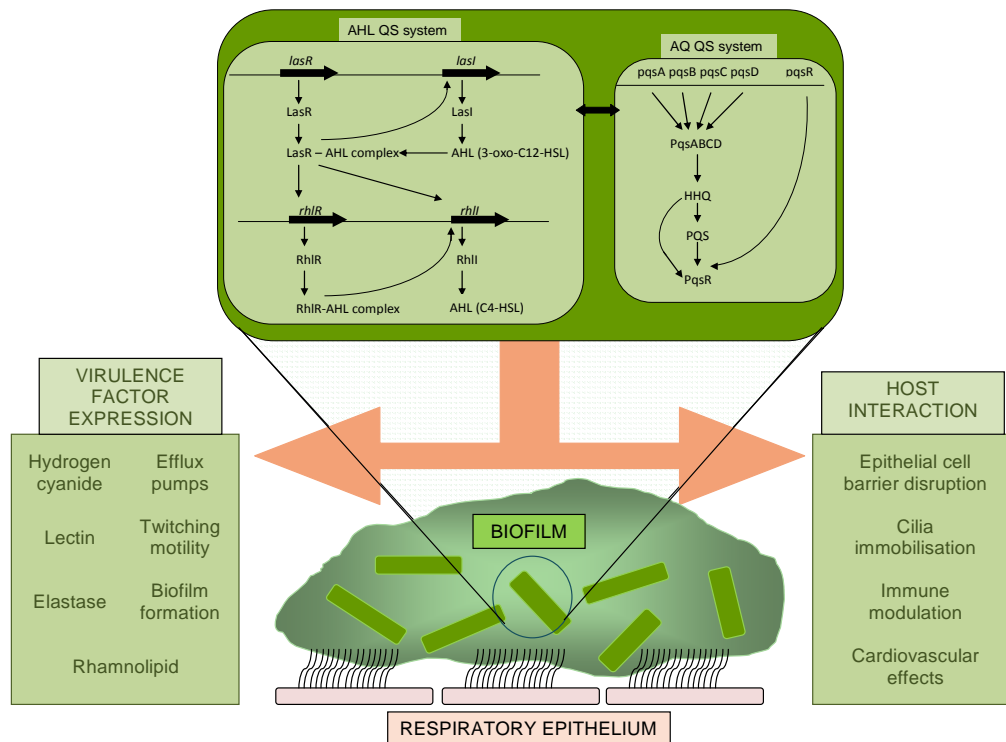 AHL QS system
lasR
lasI
LasR
LasI
LasR – AHL complex
AHL (3-oxo-C12-HSL)
rhlR
rhlI
RhlR
RhlI
RhlR-AHL complex
AHL (C4-HSL)
AQ QS system
pqsA pqsB pqsC pqsD pqsR
PqsABCD
HHQ
PQS
PqsR
VIRULENCE
FACTOR
EXPRESSION
Hydrogen
cyanide
Efflux
pumps
Lectin
Twitching
motility
Elastase
Biofilm
formation
Rhamnolipid
HOST
INTERACTION
Epithelial cell
barrier disruption
Cilia
immobilisation
Immune
modulation
Cardiovascular
effects
BIOFILM
RESPIRATORY EPITHELIUM